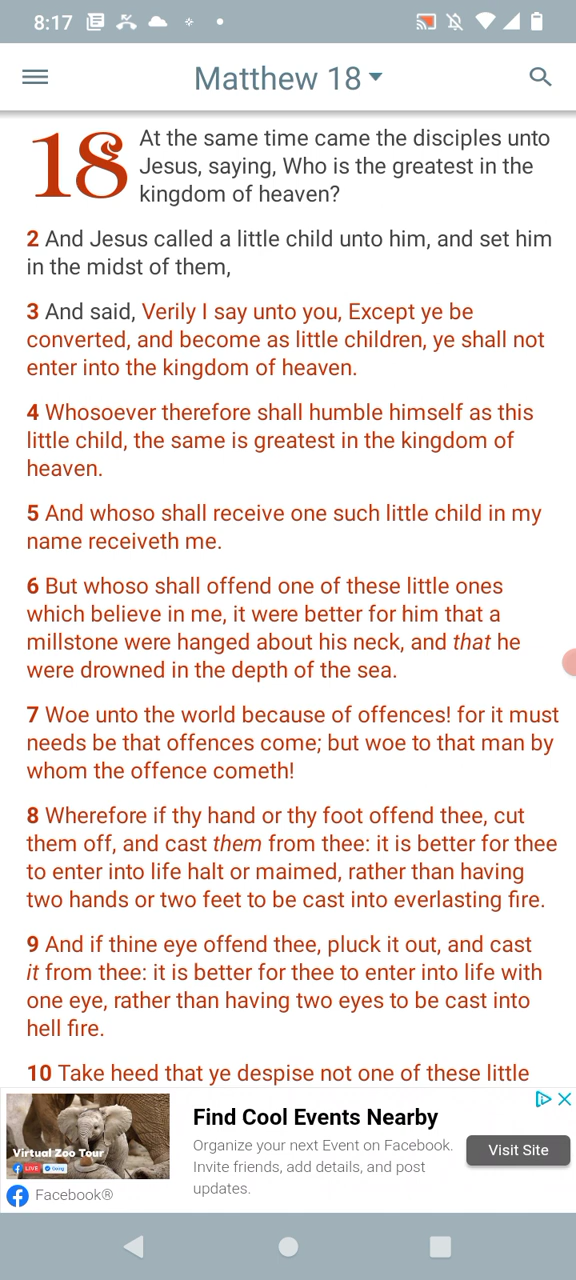 8:17
Matthew 18
18 At the same time came the disciples unto
Jesus, saying, Who is the greatest in the
kingdom of heaven?
2 And Jesus called a little child unto him, and set him
in the midst of them,
3 And said, Verily I say unto you, Except ye be
converted, and become as little children, ye shall not
enter into the kingdom of heaven.
4 Whosoever therefore shall humble himself as this
little child, the same is greatest in the kingdom of
heaven.
5 And whoso shall receive one such little child in my
name receiveth me.
6 But whoso shall offend one of these little ones
which believe in me, it were better for him that a
millstone were hanged about his neck, and that he
were drowned in the depth of the sea.
7 Woe unto the world because of offences! for it must
needs be that offences come; but woe to that man by
whom the offence cometh!
8 Wherefore if thy hand or thy foot offend thee, cut
them off, and cast them from thee: it is better for thee
to enter into life halt or maimed, rather than having
two hands or two feet to be cast into everlasting fire.
9 And if thine eye offend thee, pluck it out, and cast
it from thee: it is better for thee to enter into life with
one eye, rather than having two eyes to be cast into
hell fire.
10 Take heed that ye despise not one of these little
Virtual Zoo Tour
LIVE
Going
Facebook®
Find Cool Events Nearby
Organize your next Event on Facebook.
Invite friends, add details, and post
updates.
Visit Site